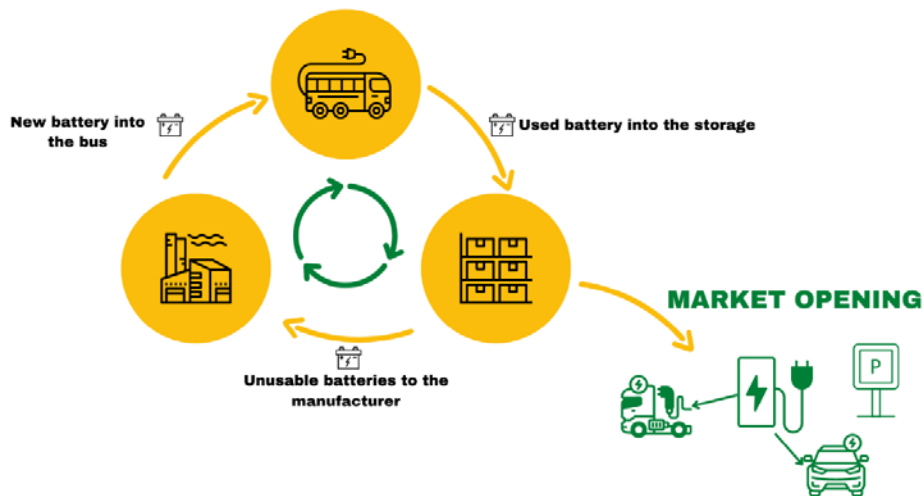 New battery into
the bus
Used battery into the storage
MARKET OPENING
P
Unusable batteries to the
manufacturer